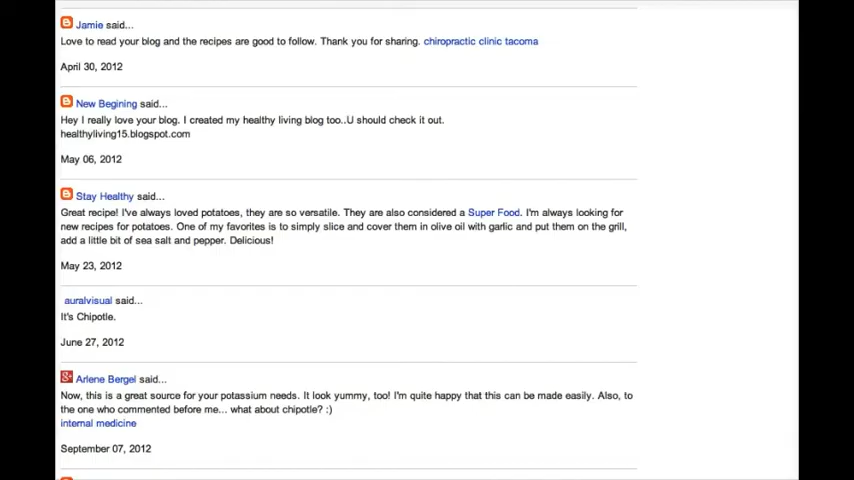 Jamie said...
Love to read your blog and the recipes are good to follow. Thank you for sharing. chiropractic clinic tacoma
April 30, 2012
New Begining said...
Hey I really love your blog. I created my healthy living blog too..U should check it out.
healthyliving15.blogspot.com
May 06, 2012
Stay Healthy said...
Great recipe! I've always loved potatoes, they are so versatile. They are also considered a Super Food. I'm always looking for
new recipes for potatoes. One of my favorites is to simply slice and cover them in olive oil with garlic and put them on the grill,
add a little bit of sea salt and pepper. Delicious!
May 23, 2012
auralvisual said...
It's Chipotle.
June 27, 2012
Arlene Bergel said...
Now, this is a great source for your potassium needs. It look yummy, too! I'm quite happy that this can be made easily. Also, to
the one who commented before me... what about chipotle? :)
internal medicine
September 07, 2012